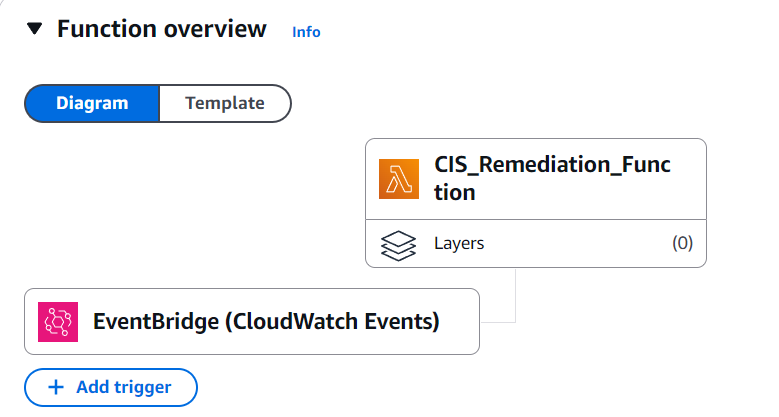 Function overview Info
Diagram Template
CIS_Remediation_Func
tion
Layers (0)
EventBridge (CloudWatch Events)
+ Add trigger